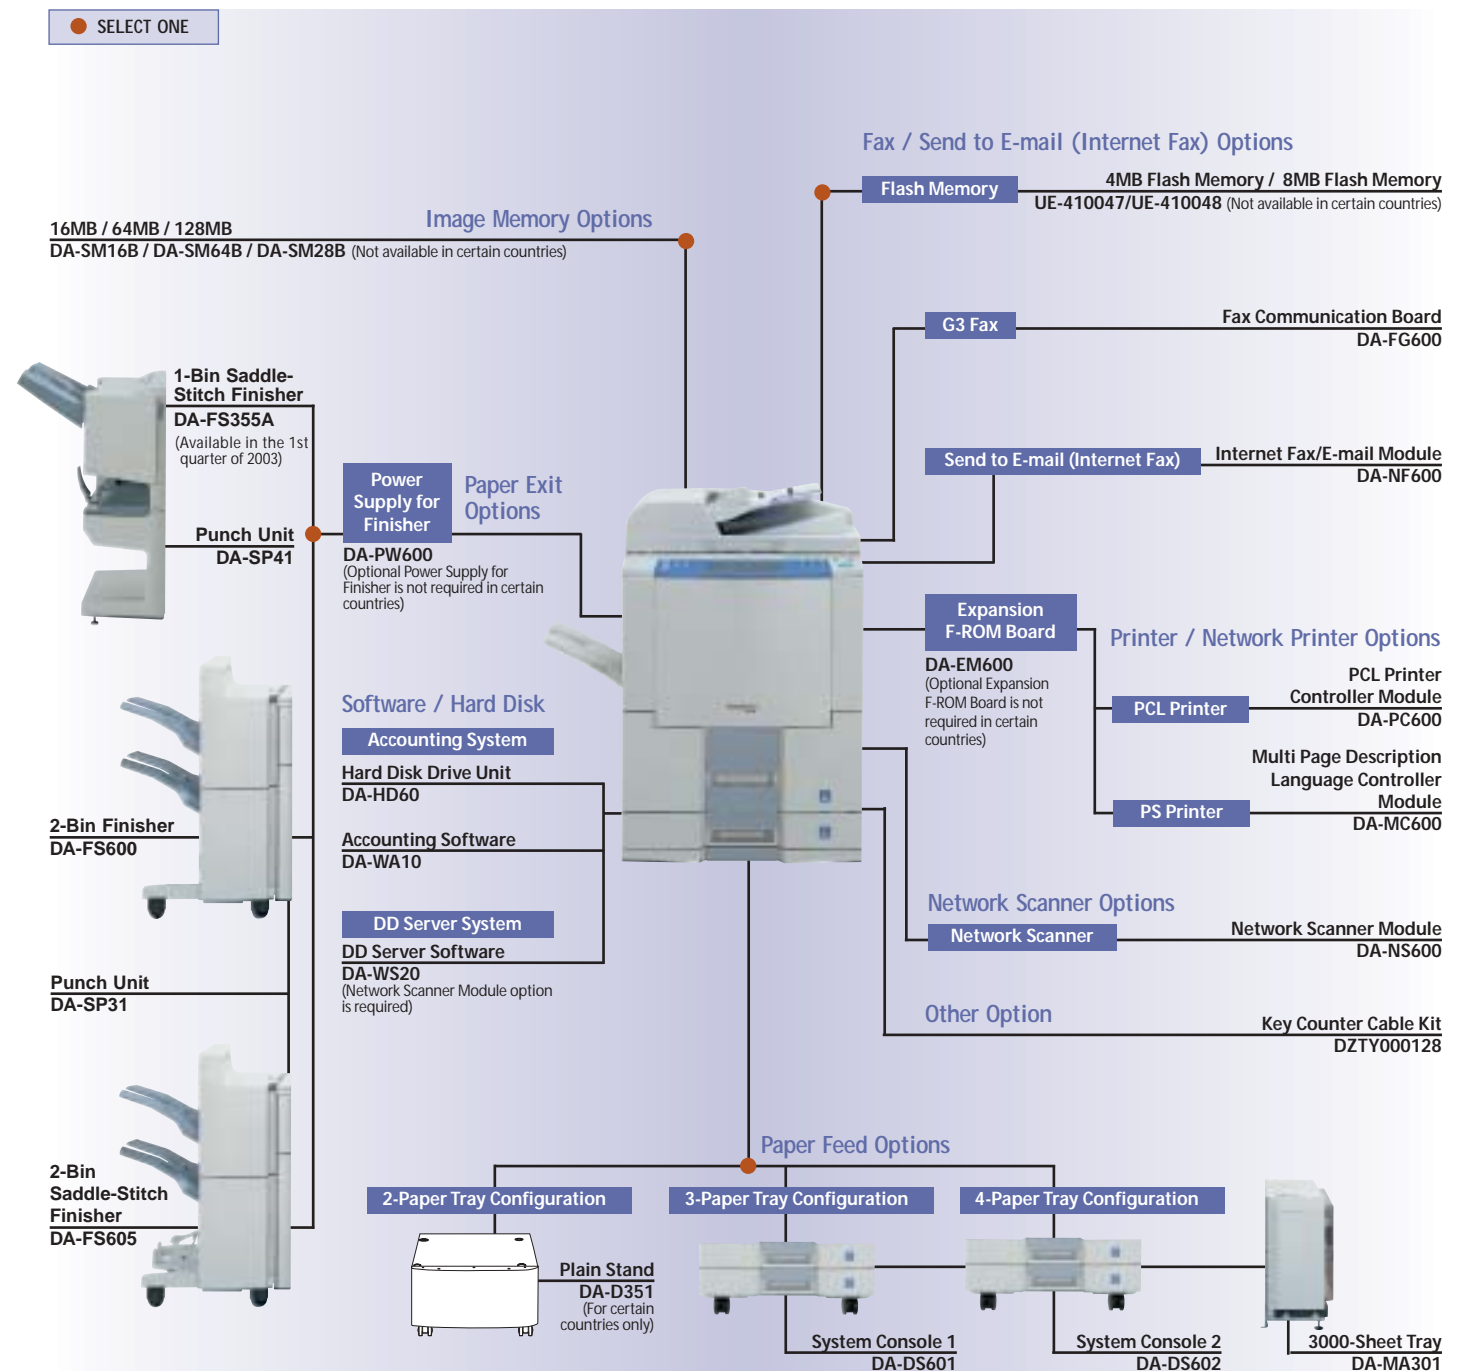 SELECT ONE
Fax / Send to E-mail (Internet Fax) Options
Flash Memory
4MB Flash Memory / 8MB Flash Memory
UE-410047/UE-410048 (Not available in certain countries)
Image Memory Options
16MB / 64MB / 128MB
DA-SM16B / DA-SM64B / DA-SM28B (Not available in certain countries)
G3 Fax
Fax Communication Board
DA-FG600
1-Bin Saddle-
Stitch Finisher
DA-FS355A
(Available in the 1st
quarter of 2003)
Punch Unit
DA-SP41
Power
Supply for
Finisher
Paper Exit
Options
DA-PW600
(Optional Power Supply for
Finisher is not required in certain
countries)
Send to E-mail (Internet Fax)
Internet Fax/E-mail Module
DA-NF600
Expansion
F-ROM Board
DA-EM600
(Optional Expansion
F-ROM Board is not
required in certain
countries)
Printer / Network Printer Options
PCL Printer
PCL Printer
Controller Module
DA-PC600
PS Printer
Multi Page Description
Language Controller
Module
DA-MC600
Software / Hard Disk
Accounting System
Hard Disk Drive Unit
DA-HD60
Accounting Software
DA-WA10
DD Server System
DD Server Software
DA-WS20
(Network Scanner Module option
is required)
2-Bin Finisher
DA-FS600
Punch Unit
DA-SP31
2-Bin
Saddle-Stitch
Finisher
DA-FS605
Network Scanner Options
Network Scanner
Network Scanner Module
DA-NS600
Other Option
Key Counter Cable Kit
DZTY000128
Paper Feed Options
2-Paper Tray Configuration
3-Paper Tray Configuration
4-Paper Tray Configuration
Plain Stand
DA-D351
(For certain
countries only)
System Console 1
DA-DS601
System Console 2
DA-DS602
3000-Sheet Tray
DA-MA301